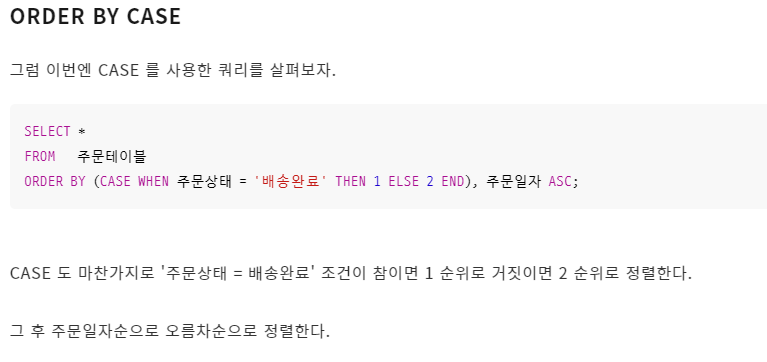 ORDER BY CASE
그럼 이번엔 CASE 를 사용한 쿼리를 살펴보자.
SELECT *
FROM 주문테이블
ORDER BY (CASE WHEN 주문상태 = '배송완료' THEN 1 ELSE 2 END), 주문일자 ASC;
CASE 도 마찬가지로 '주문상태 = 배송완료' 조건이 참이면 1 순위로 거짓이면 2 순위로 정렬한다.
그 후 주문일자순으로 오름차순으로 정렬한다.